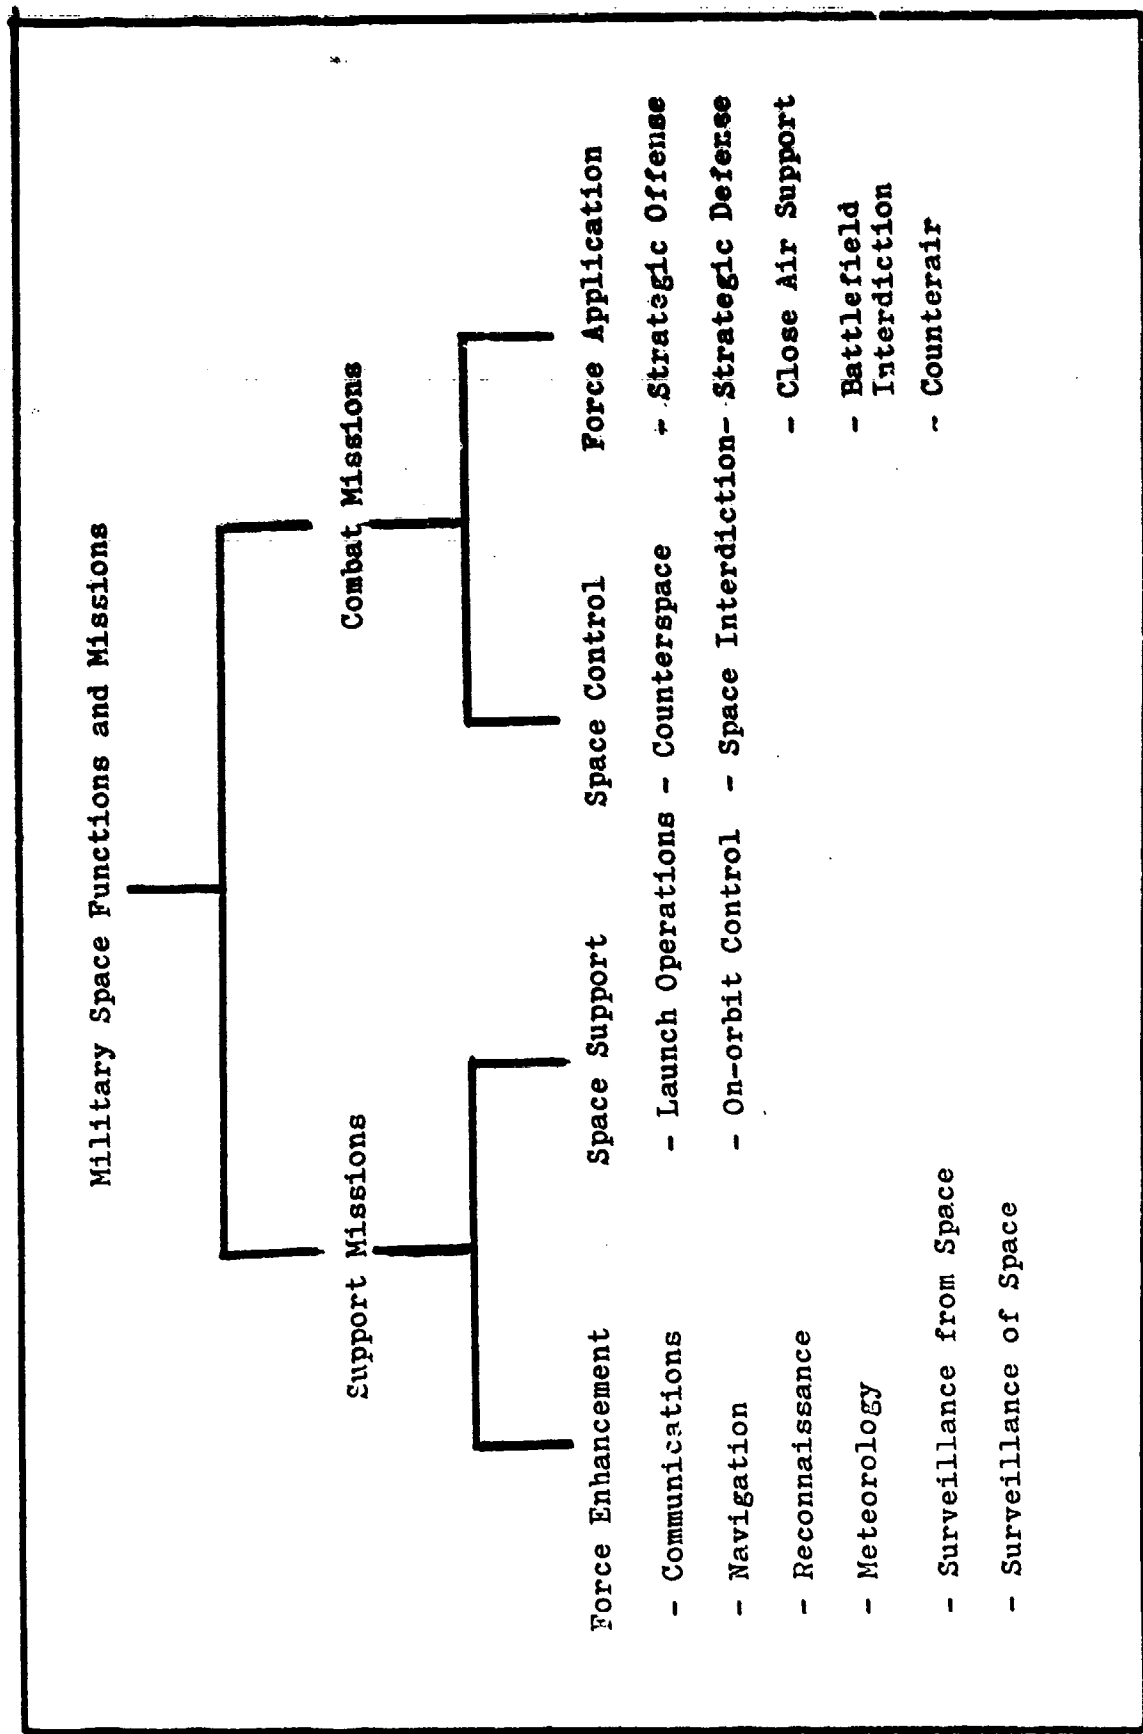 Military Space Functions and Missions
Support Missions
Combat Missions
Force Enhancement
- Communications
- Navigation
- Reconnaissance
- Meteorology
- Surveillance from Space
- Surveillance of Space
Space Support
- Launch Operations
- On-orbit Control
Space Control
- Counterspace
- Space Interdiction
Force Application
- Strategic Offense
- Strategic Defense
- Close Air Support
- Battlefield
Interdiction
- Counterair